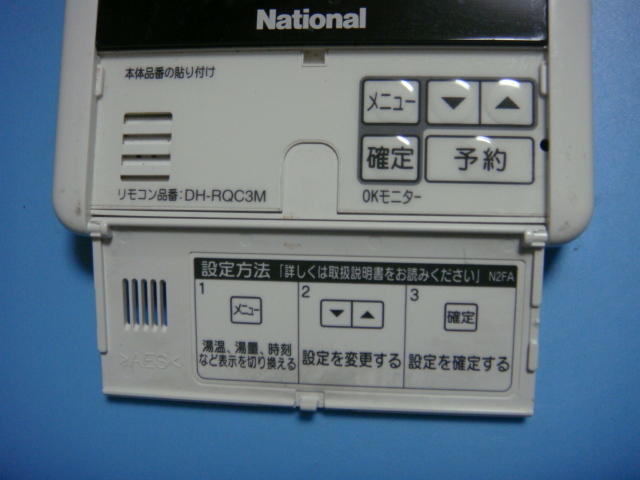 National
本体品番の貼り付け
メニュー ▼ ▲
確定 予約
リモコン品番:DH-RQC3M
OKモニター
設定方法「詳しくは取扱説明書をお読みください」 N2FA
1 メニュー
湯温、湯量、時刻
など表示を切り換える
2 ▼ ▲
設定を変更する
3 確定
設定を確定する
>AES<